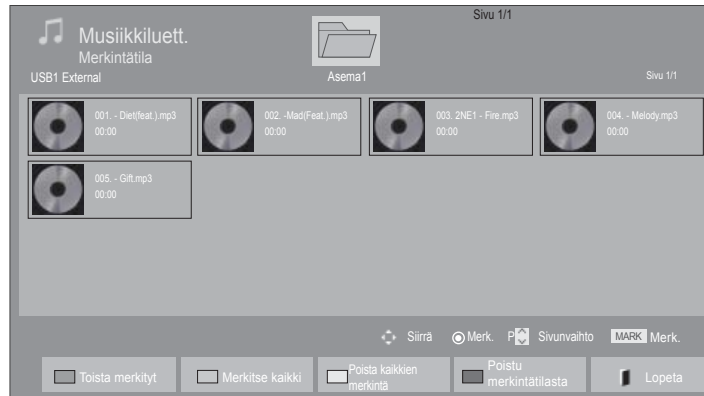 Sivu 1/1
Musiikkiluett.
Merkintätila
USB1 External
Asema1
Sivu 1/1
001. - Diet(feat.).mp3
00:00
002. -Mad(Feat.).mp3
00:00
003. 2NE1 - Fire.mp3
00:00
004. - Melody.mp3
00:00
005. - Gift.mp3
00:00
Siirrä
Merk.
P
Sivunvaihto
MARK Merk.
Toista merkityt
Merkitse kaikki
Poista kaikkien
merkintä
Poistu
merkintätilasta
Lopeta